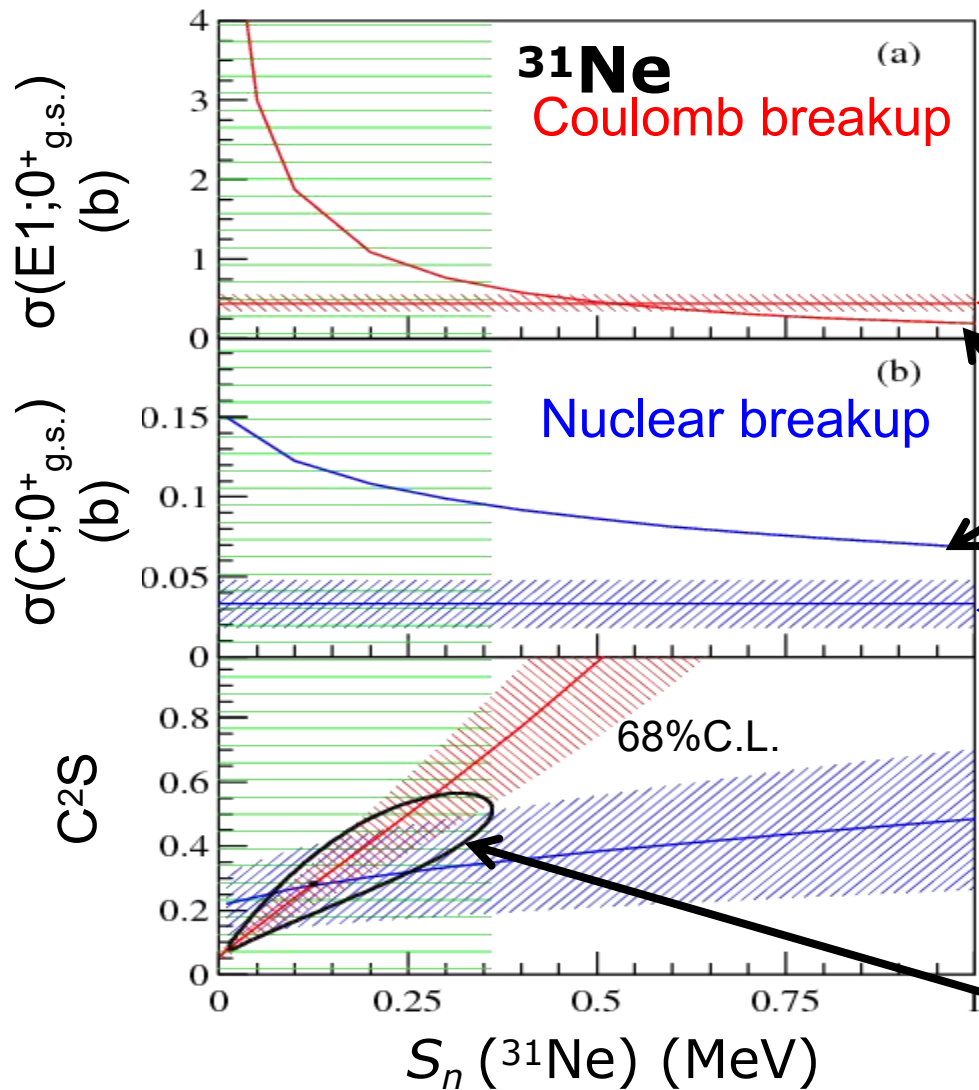 4
³¹Ne
(a)
Coulomb breakup
3
2
1
0
σ(E1;0⁺g.s.)
(b)
(b)
Nuclear breakup
0.15
0.1
0.05
0
σ(C;0⁺g.s.)
(b)
68%C.L.
0.8
0.6
0.4
0.2
0
C²S
0 0.25 0.5 0.75 1
Sn (³¹Ne) (MeV)